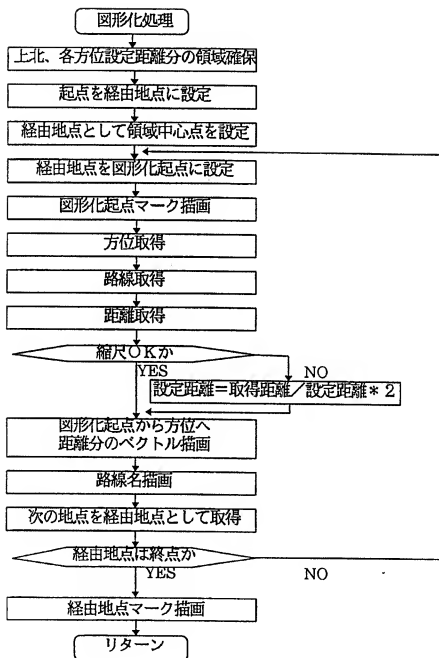 図形化処理
上北、各方位設定距離分の領域確保
起点を経由地点に設定
経由地点として領域中心点を設定
経由地点を図形化起点に設定
図形化起点マーク描画
方位取得
路線取得
距離取得
縮尺OKか
YES
NO
設定距離=取得距離/設定距離*2
図形化起点から方位へ
距離分のベクトル描画
路線名描画
次の地点を経由地点として取得
経由地点は終点か
YES
NO
経由地点マーク描画
リターン